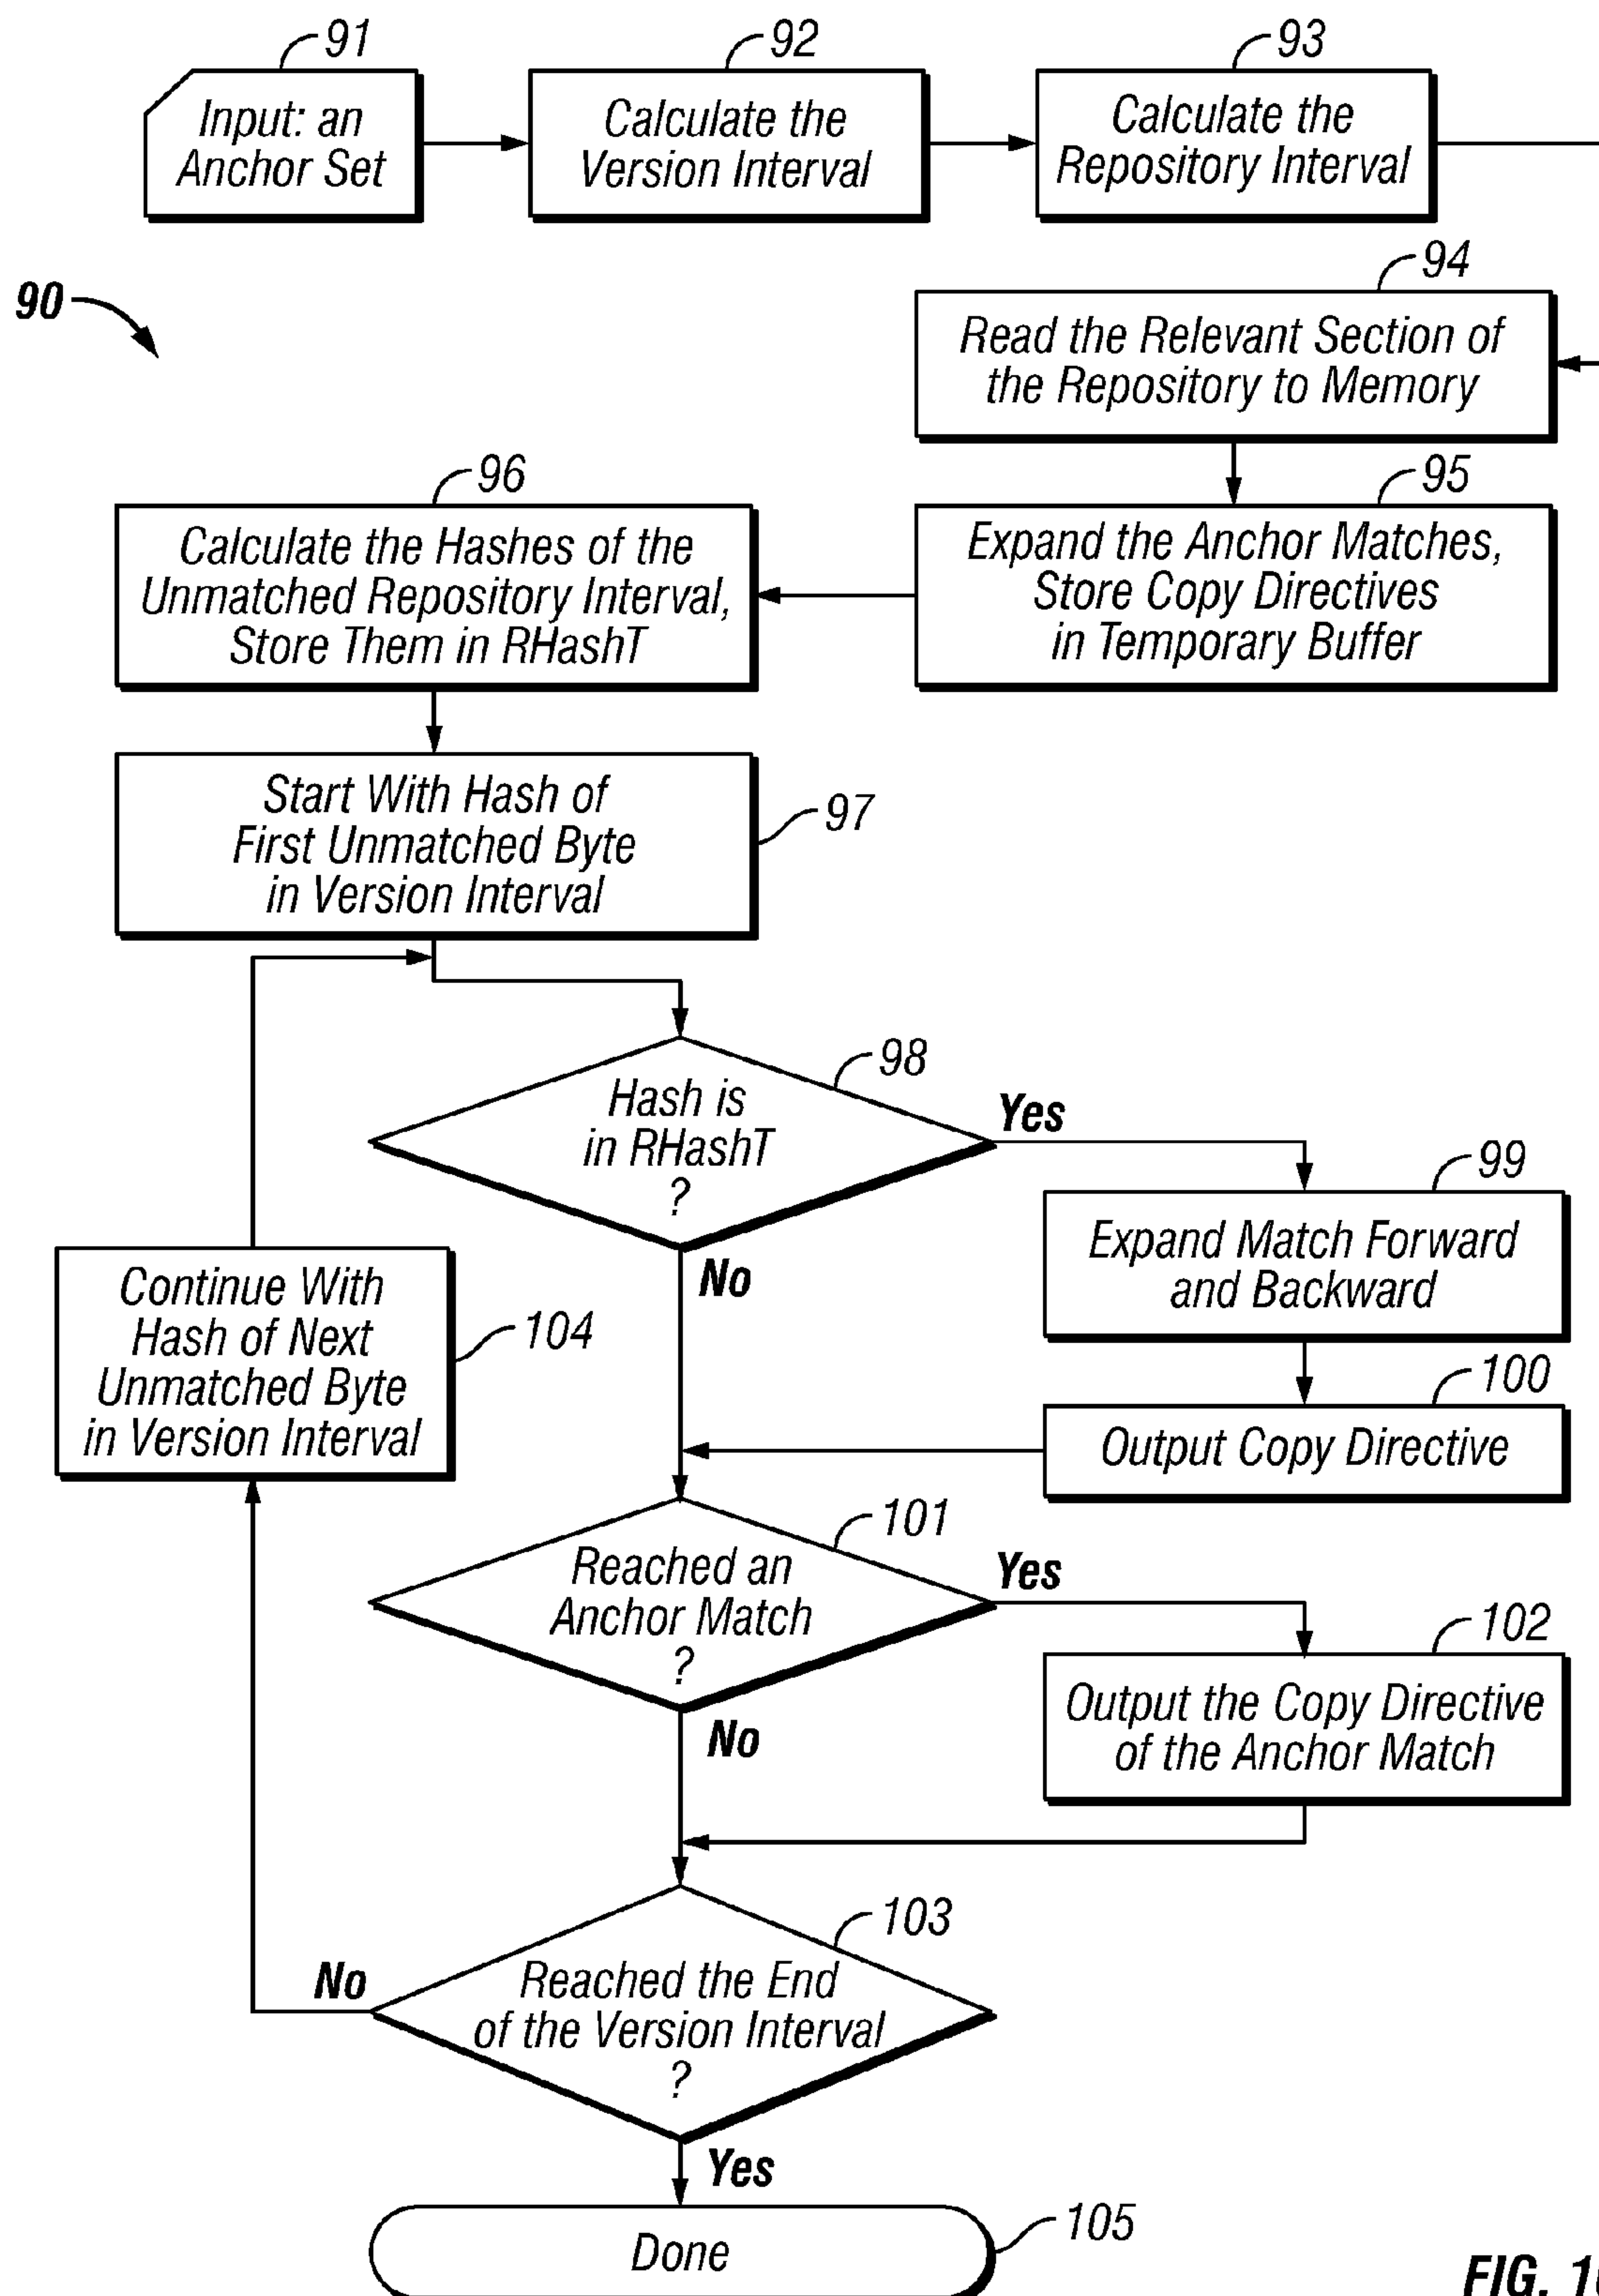 91
Input: an
Anchor Set
92
Calculate the
Version Interval
93
Calculate the
Repository Interval
90
94
Read the Relevant Section of
the Repository to Memory
95
Expand the Anchor Matches,
Store Copy Directives
in Temporary Buffer
96
Calculate the Hashes of the
Unmatched Repository Interval,
Store Them in RHashT
97
Start With Hash of
First Unmatched Byte
in Version Interval
98
Hash is
in RHashT
?
Yes
No
99
Expand Match Forward
and Backward
100
Output Copy Directive
104
Continue With
Hash of Next
Unmatched Byte
in Version Interval
101
Reached an
Anchor Match
?
Yes
No
102
Output the Copy Directive
of the Anchor Match
103
Reached the End
of the Version Interval
?
No
Yes
105
Done
FIG.